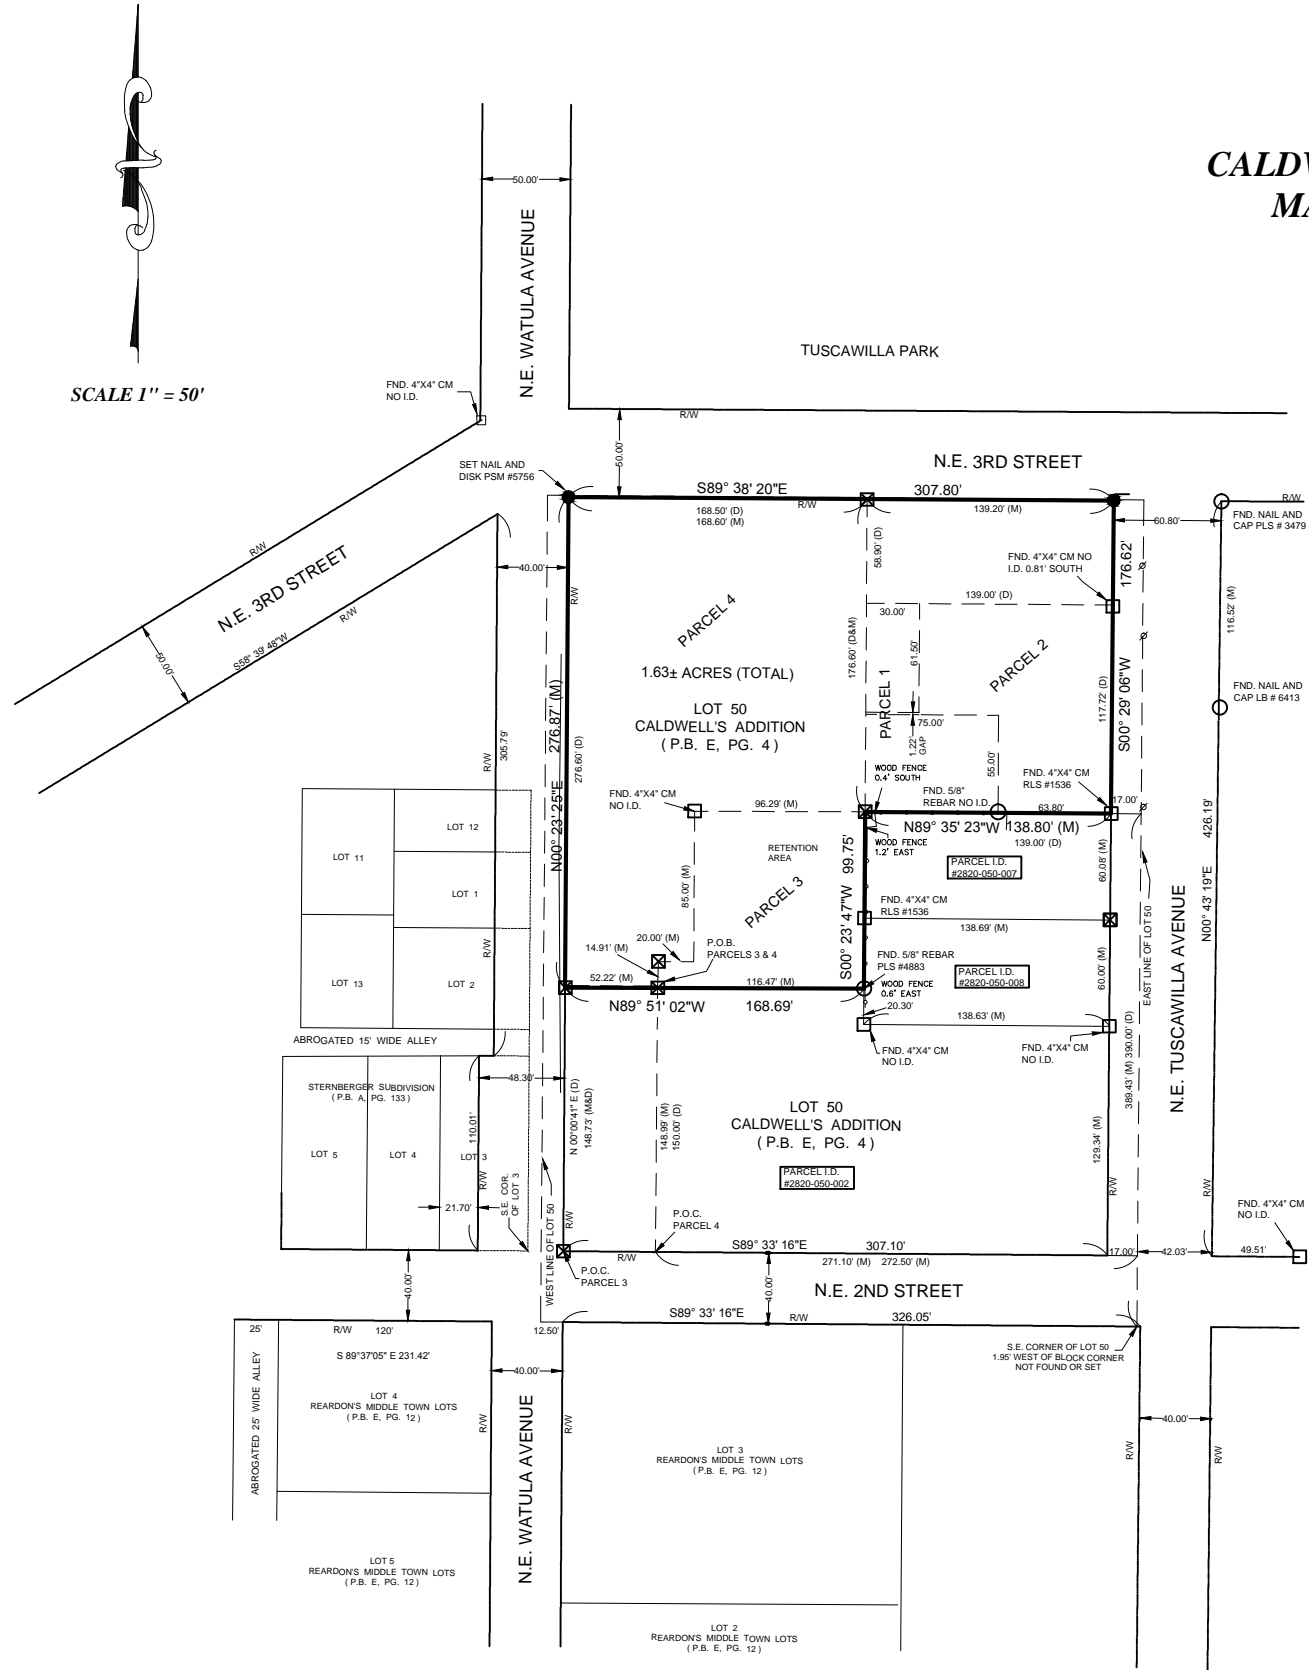 CALDW
MA
SCALE 1" = 50'
50.00'
N.E. WATULA AVENUE
TUSCAWILLA PARK
FND. 4"X4" CM
NO I.D.
R/W
50.00'
N.E. 3RD STREET
SET NAIL AND
DISK PSM #5756
S89° 38' 20"E
307.80'
168.50' (D)
168.60' (M)
R/W
139.20' (M)
60.80'
R/W
FND. NAIL AND
CAP PLS # 3479
R/W
N.E. 3RD STREET
R/W
S58° 39' 48"W
50.00'
40.00'
R/W
58.90' (D)
FND. 4"X4" CM NO
I.D. 0.81' SOUTH
176.62'
139.00' (D)
30.00'
116.52' (M)
PARCEL 4
176.60' (D&M)
61.50'
PARCEL 2
1.63± ACRES (TOTAL)
PARCEL 1
FND. NAIL AND
CAP LB # 6413
LOT 50
CALDWELL'S ADDITION
( P.B. E, PG. 4 )
117.72' (D)
S00° 29' 06"W
75.00'
1.22'
GAP
55.00'
276.87' (M)
276.60' (D)
N00° 23' 25"E
305.79'
R/W
WOOD FENCE
0.4' SOUTH
FND. 4"X4" CM
RLS #1536
FND. 4"X4" CM
NO I.D.
96.29' (M)
FND. 5/8"
REBAR NO I.D.
63.80'
17.00'
N89° 35' 23"W
138.80' (M)
139.00' (D)
WOOD FENCE
1.2' EAST
RETENTION
AREA
PARCEL I.D.
#2820-050-007
60.08' (M)
426.19'
N00° 43' 19"E
LOT 12
LOT 11
LOT 1
LOT 13
LOT 2
R/W
85.00' (M)
PARCEL 3
99.75'
S00° 23' 47"W
FND. 4"X4" CM
RLS #1536
138.69' (M)
EAST LINE OF LOT 50
N.E. TUSCAWILLA AVENUE
20.00' (M)
14.91' (M)
P.O.B.
PARCELS 3 & 4
FND. 5/8" REBAR
PLS #4883
PARCEL I.D.
#2820-050-008
60.00' (M)
52.22' (M)
116.47' (M)
WOOD FENCE
0.6' EAST
N89° 51' 02"W
168.69'
20.30'
138.63' (M)
ABROGATED 15' WIDE ALLEY
FND. 4"X4" CM
NO I.D.
FND. 4"X4" CM
NO I.D.
389.43' (M) 390.00' (D)
48.30'
STERNBERGER SUBDIVISION
( P.B. A, PG. 133 )
N 00°00'41" E (D)
148.73' (M&D)
148.99' (M)
150.00' (D)
LOT 50
CALDWELL'S ADDITION
( P.B. E, PG. 4 )
110.01'
129.34' (M)
LOT 5
LOT 4
LOT 3
PARCEL I.D.
#2820-050-002
R/W
R/W
R/W
21.70'
S.E. COR.
OF LOT 3
WEST LINE OF LOT 50
R/W
P.O.C.
PARCEL 4
FND. 4"X4" CM
NO I.D.
R/W
S89° 33' 16"E
307.10'
271.10' (M)
272.50' (M)
17.00'
42.03'
49.51'
P.O.C.
PARCEL 3
40.00'
40.00'
N.E. 2ND STREET
S89° 33' 16"E
R/W
326.05'
25'
R/W
120'
12.50'
S 89°37'05" E 231.42'
S.E. CORNER OF LOT 50
1.95' WEST OF BLOCK CORNER
NOT FOUND OR SET
ABROGATED 25' WIDE ALLEY
40.00'
LOT 4
REARDON'S MIDDLE TOWN LOTS
( P.B. E, PG. 12 )
R/W
R/W
N.E. WATULA AVENUE
40.00'
R/W
R/W
LOT 3
REARDON'S MIDDLE TOWN LOTS
( P.B. E, PG. 12 )
LOT 5
REARDON'S MIDDLE TOWN LOTS
( P.B. E, PG. 12 )
LOT 2
REARDON'S MIDDLE TOWN LOTS
( P.B. E, PG. 12 )